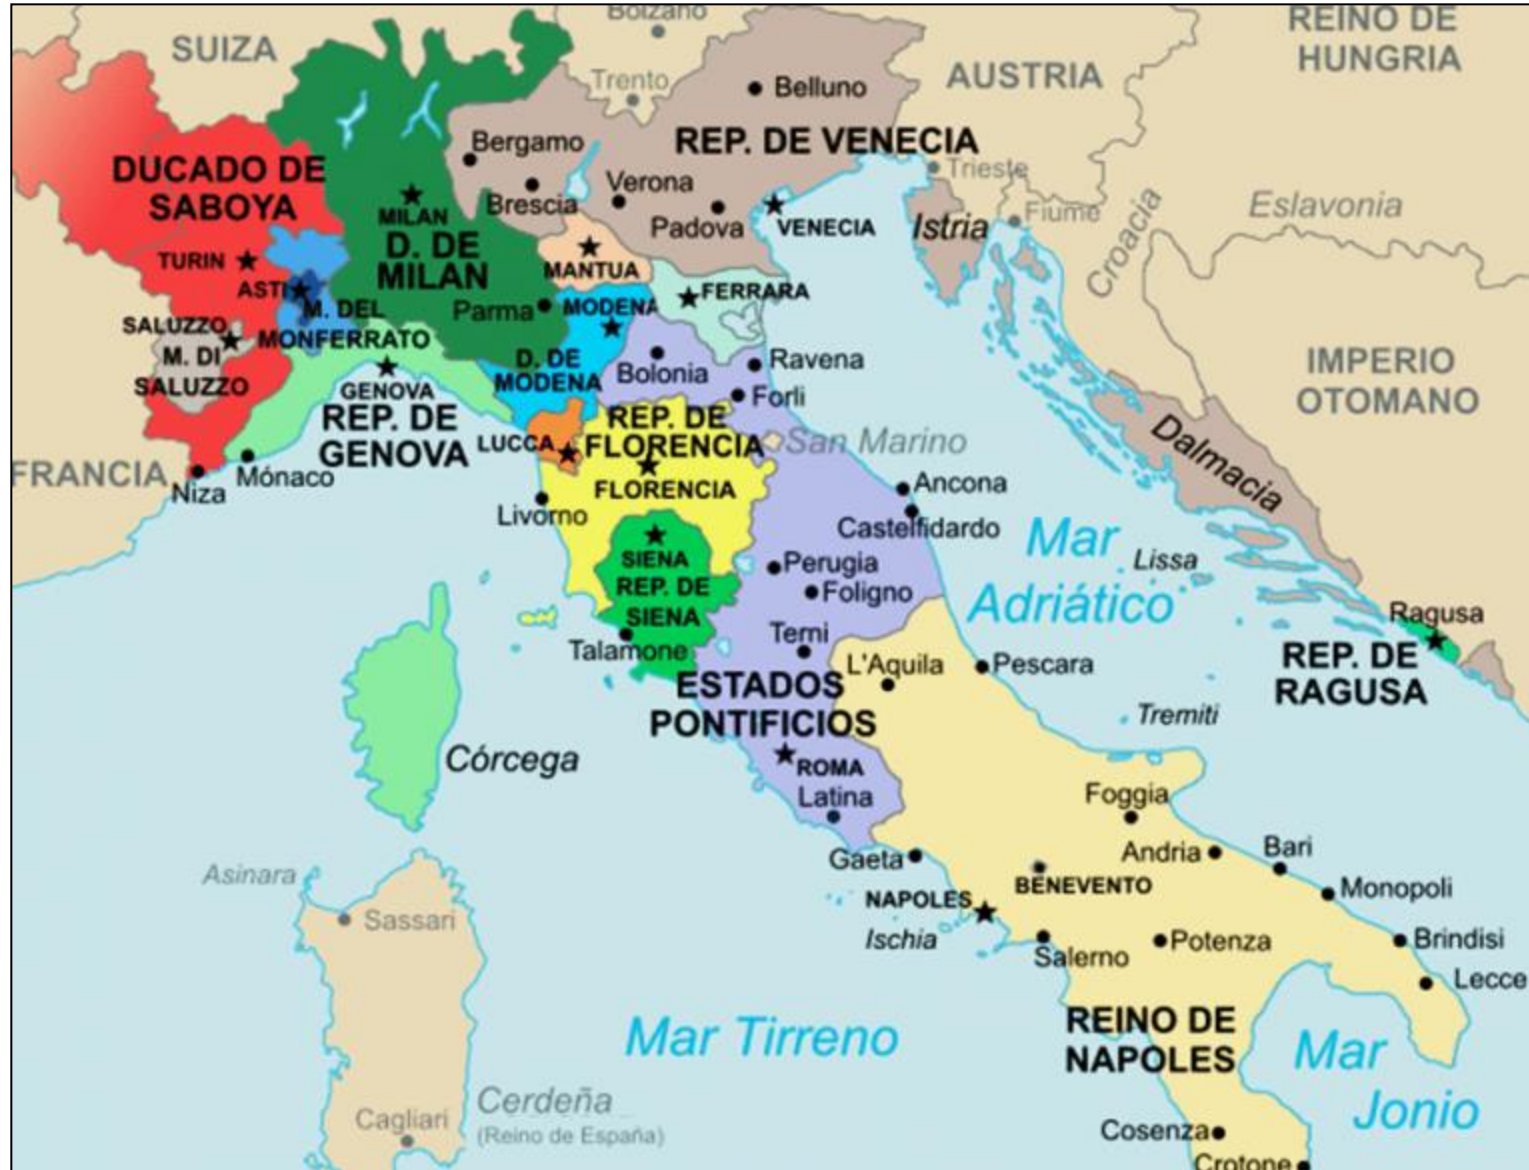 Bolzano
REINO DE
HUNGRIA
SUIZA
AUSTRIA
Trento
Belluno
REP. DE VENECIA
Bergamo
Trieste
DUCADO DE
SABOYA
Verona
Brescia
MILAN
D. DE
MILAN
Padova
VENECIA
Istria
Fiume
Croacia
Eslavonia
TURIN
MANTUA
ASTI
FERRARA
M. DEL
MONFERRATO
Parma
MODENA
SALUZZO
M. DI
SALUZZO
D. DE
MODENA
Bolonia
Ravena
Forli
IMPERIO
OTOMANO
GENOVA
REP. DE
GENOVA
LUCCA
REP. DE
FLORENCIA
San Marino
Dalmacia
FRANCIA
Niza
Mónaco
FLORENCIA
Livorno
Ancona
Castelfidardo
Mar
Adriático
Lissa
SIENA
REP. DE
SIENA
Perugia
Foligno
Terni
Talamone
Ragusa
REP. DE
RAGUSA
L'Aquila
Pescara
ESTADOS
PONTIFICIOS
Tremiti
Córcega
ROMA
Latina
Foggia
Gaeta
Andria
Bari
Asinara
NAPOLES
BENEVENTO
Monopoli
Sassari
Ischia
Salerno
Potenza
Brindisi
Lecce
Mar Tirreno
REINO DE
NAPOLES
Mar
Jonio
Cerdeña
(Reino de España)
Cagliari
Cosenza
Crotone